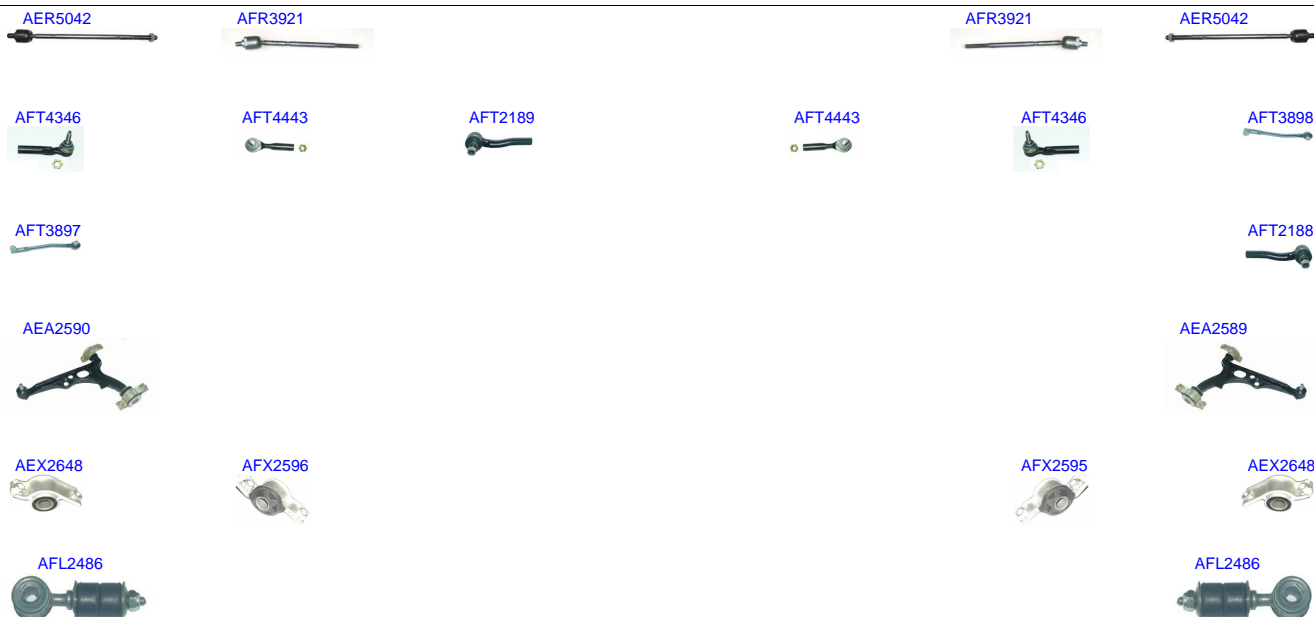 AER5042 AFR3921 AFR3921 AER5042
AFT4346 AFT4443 AFT2189 AFT4443 AFT4346 AFT3898
AFT3897 AFT2188
AEA2590 AEA2589
AEX2648 AFX2596 AFX2595 AEX2648
AFL2486 AFL2486